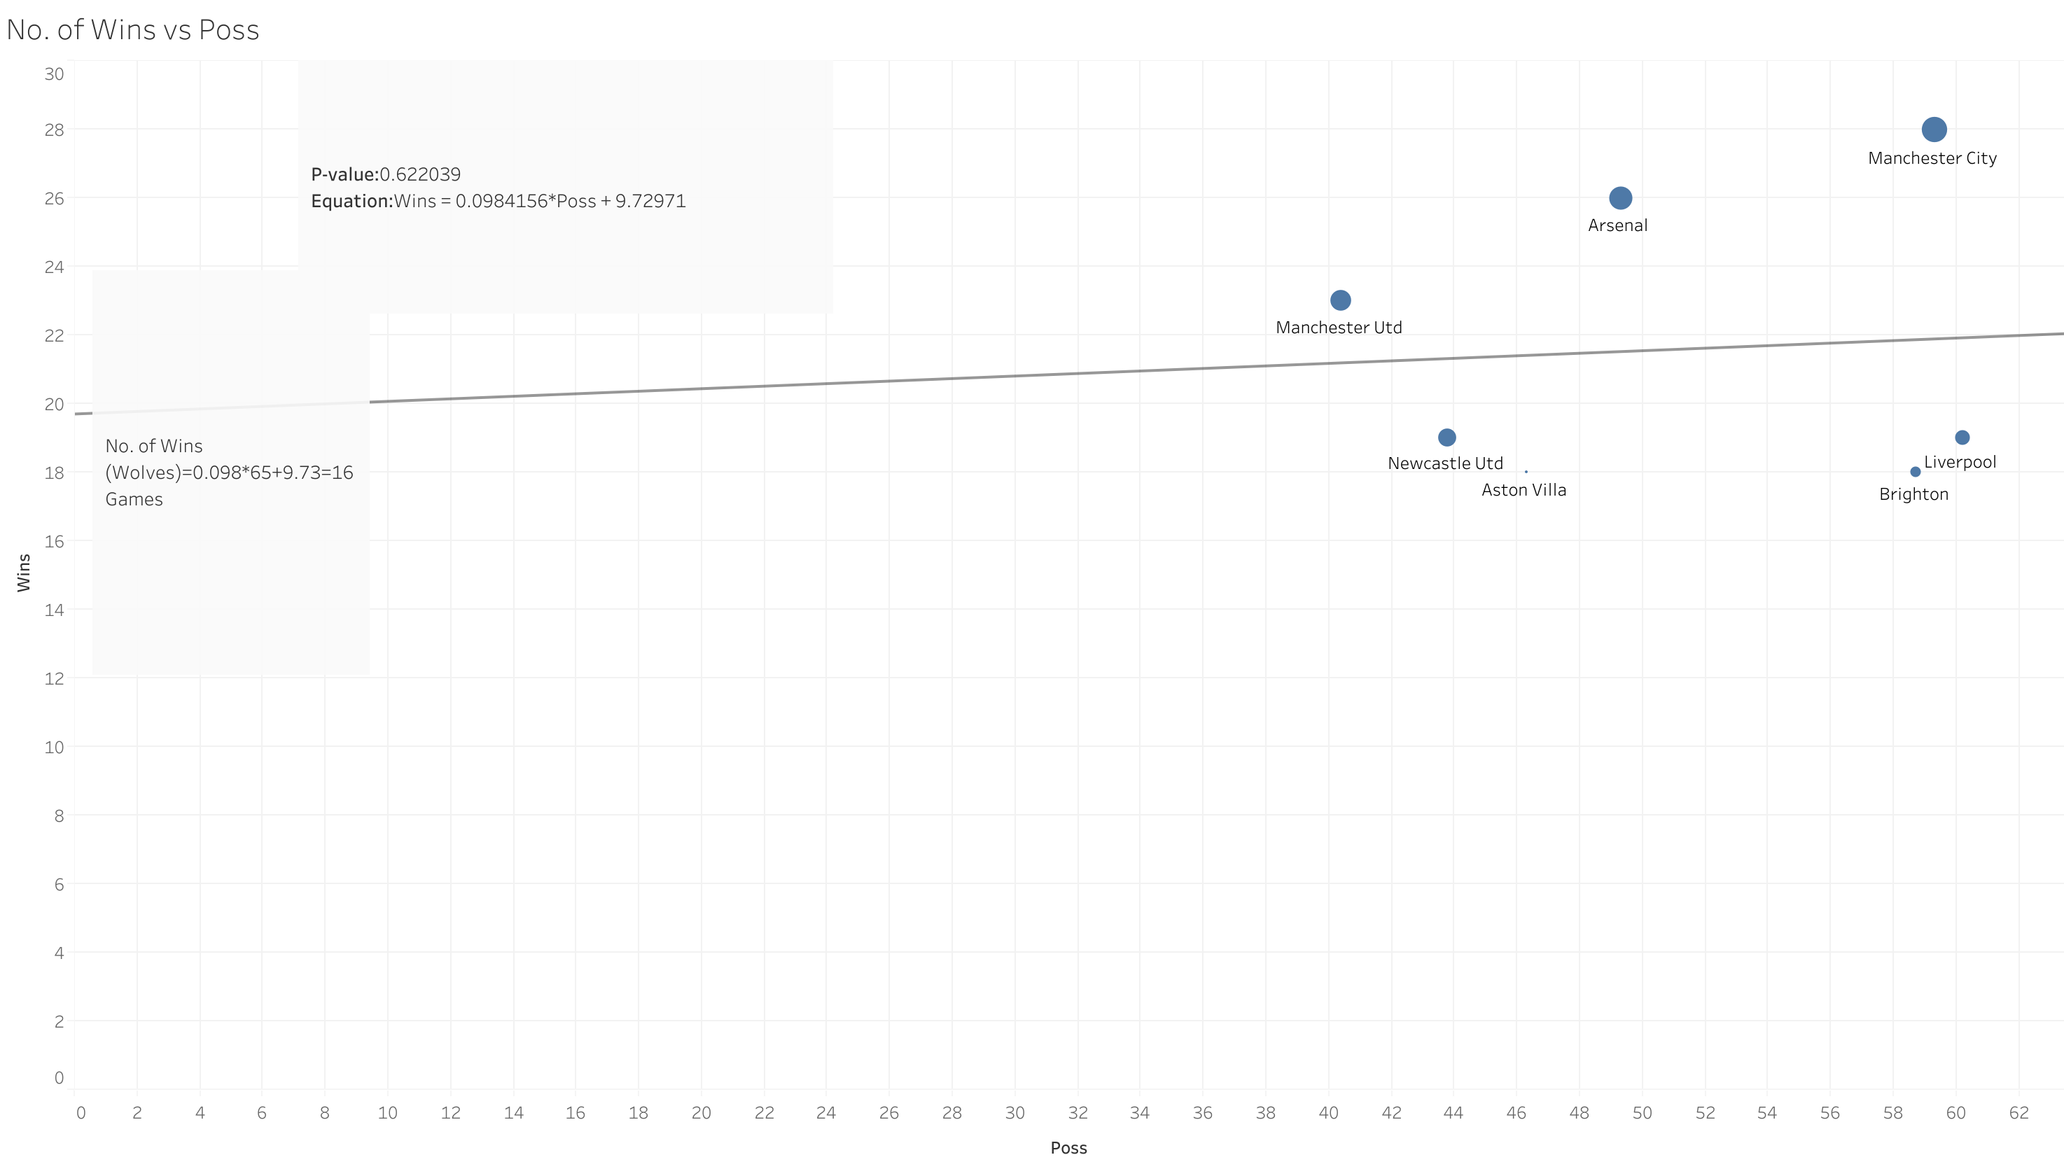 No. of Wins vs Poss
30
28
26
24
22
20
18
16
14
12
10
8
6
4
2
0
Wins
P-value:0.622039
Equation:Wins = 0.0984156*Poss + 9.72971
No. of Wins
(Wolves)=0.098*65+9.73=16
Games
Manchester City
Arsenal
Manchester Utd
Newcastle Utd
Aston Villa
Liverpool
Brighton
0 2 4 6 8 10 12 14 16 18 20 22 24 26 28 30 32 34 36 38 40 42 44 46 48 50 52 54 56 58 60 62
Poss